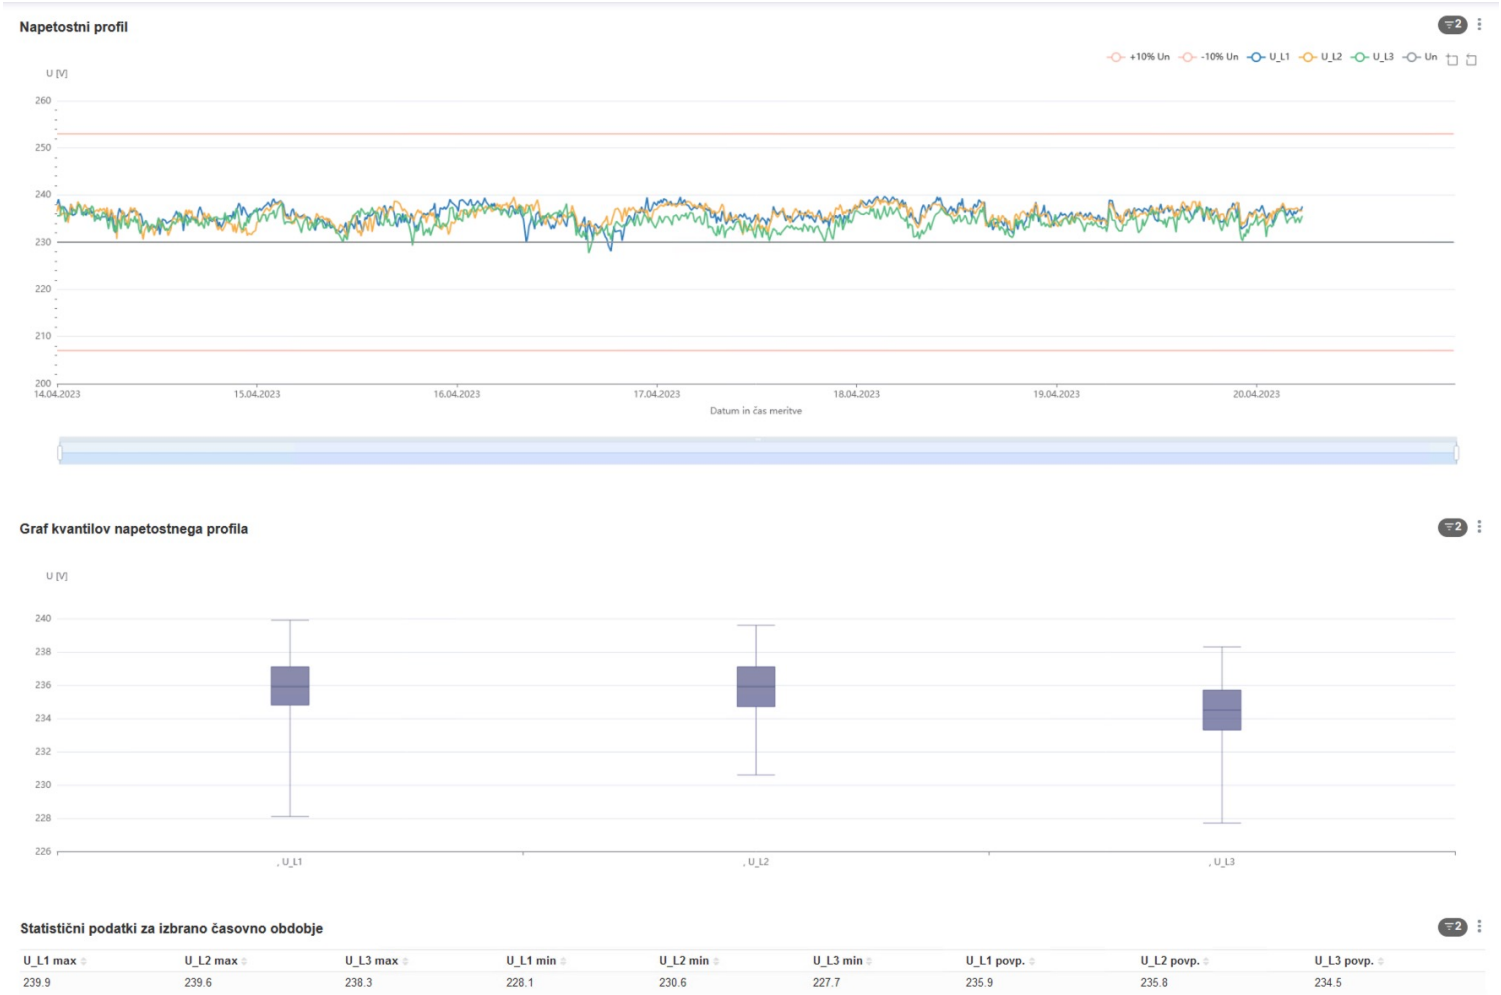 Napetostni profil
2
+10% Un -10% Un U_L1 U_L2 U_L3 Un
U [V]
260
250
240
230
220
210
200
14.04.2023 15.04.2023 16.04.2023 17.04.2023 18.04.2023 19.04.2023 20.04.2023
Datum in čas meritve
Graf kvantilov napetostnega profila
2
U [V]
240
238
236
234
232
230
228
226
, U_L1 , U_L2 , U_L3
Statistični podatki za izbrano časovno obdobje
2
U_L1 max U_L2 max U_L3 max U_L1 min U_L2 min U_L3 min U_L1 povp. U_L2 povp. U_L3 povp.
239.9 239.6 238.3 228.1 230.6 227.7 235.9 235.8 234.5